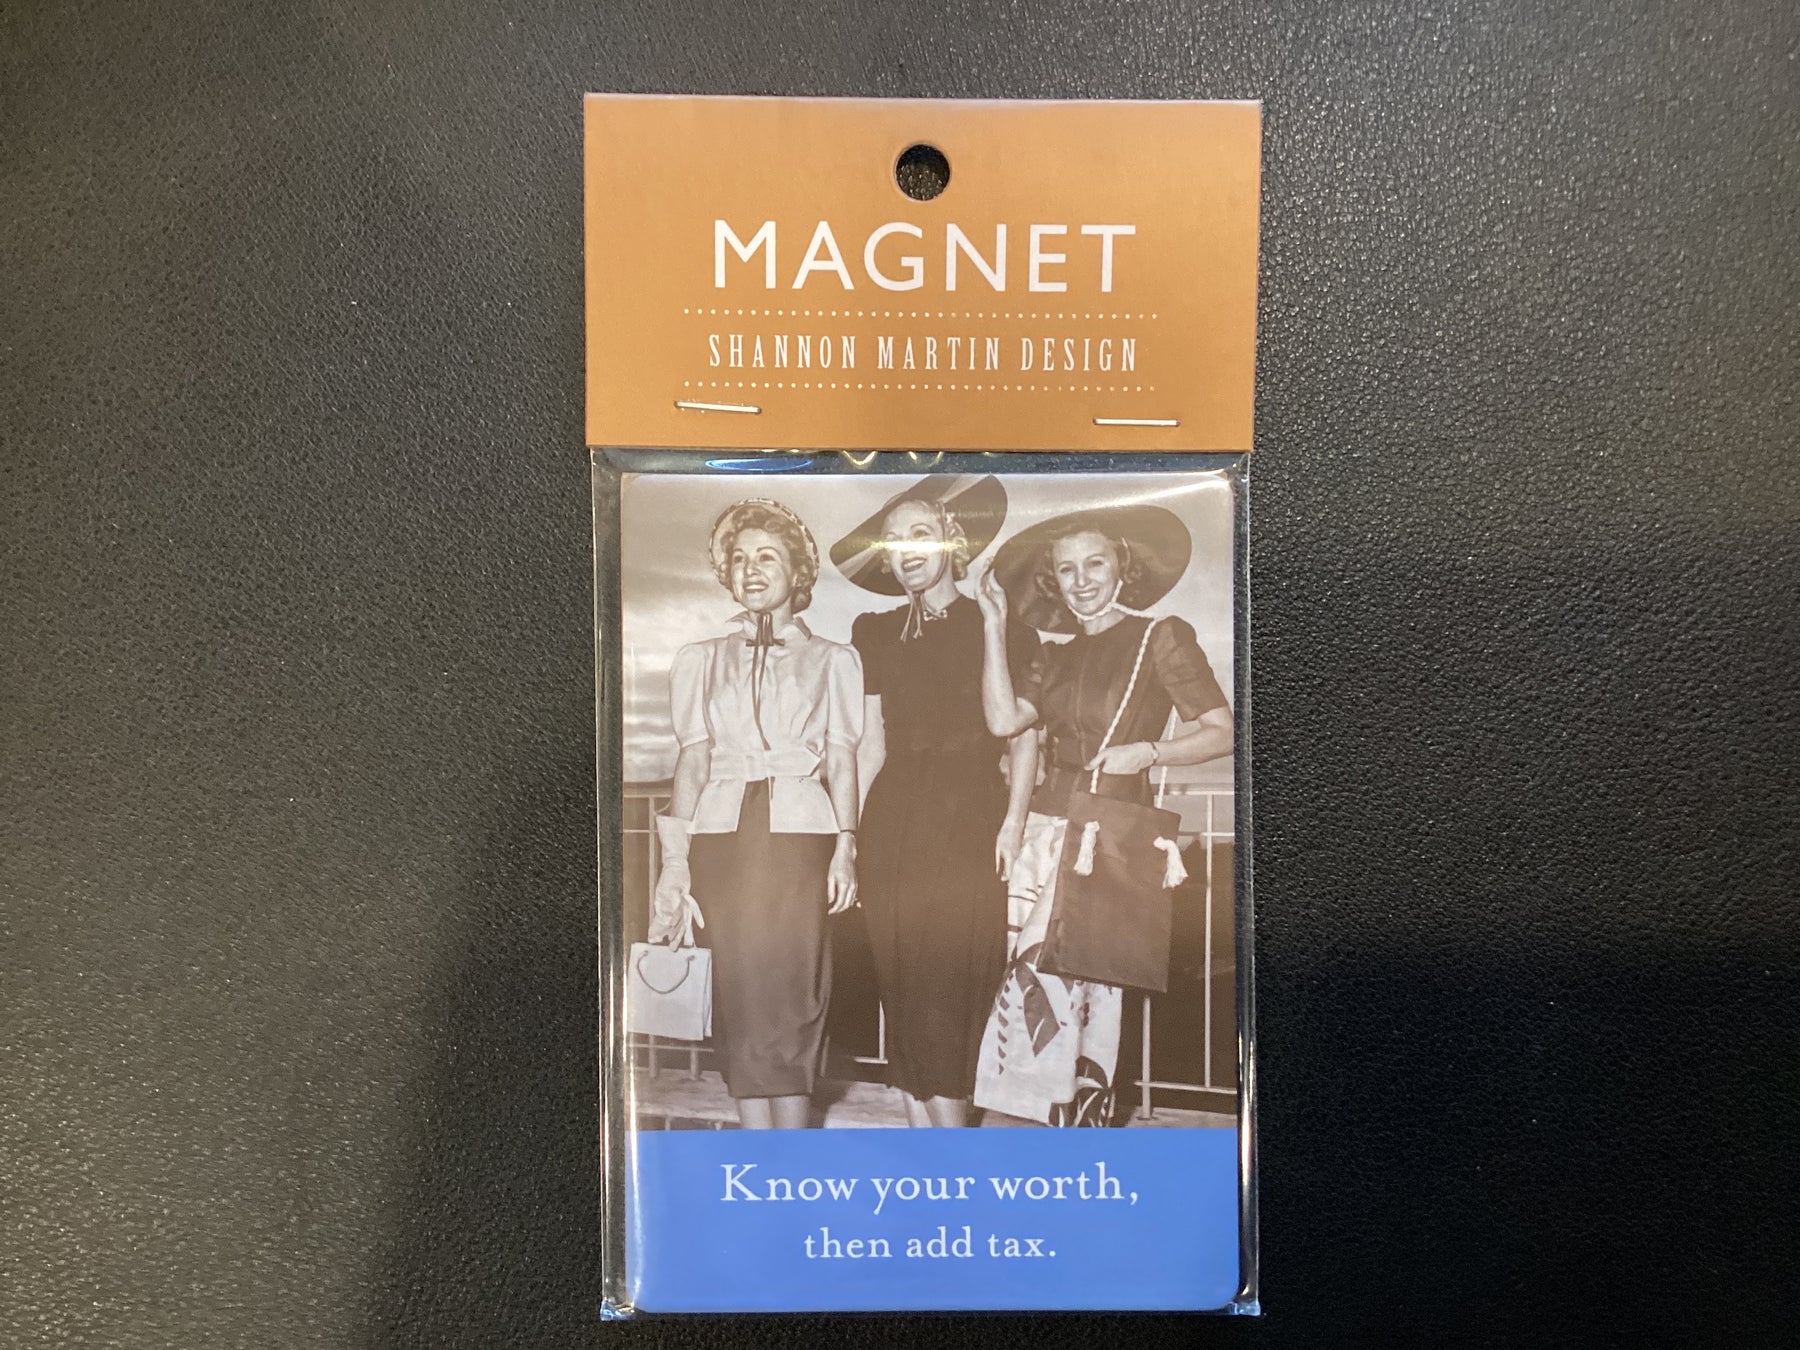 MAGNET
SHANNON MARTIN DESIGN
Know your worth,
then add tax.